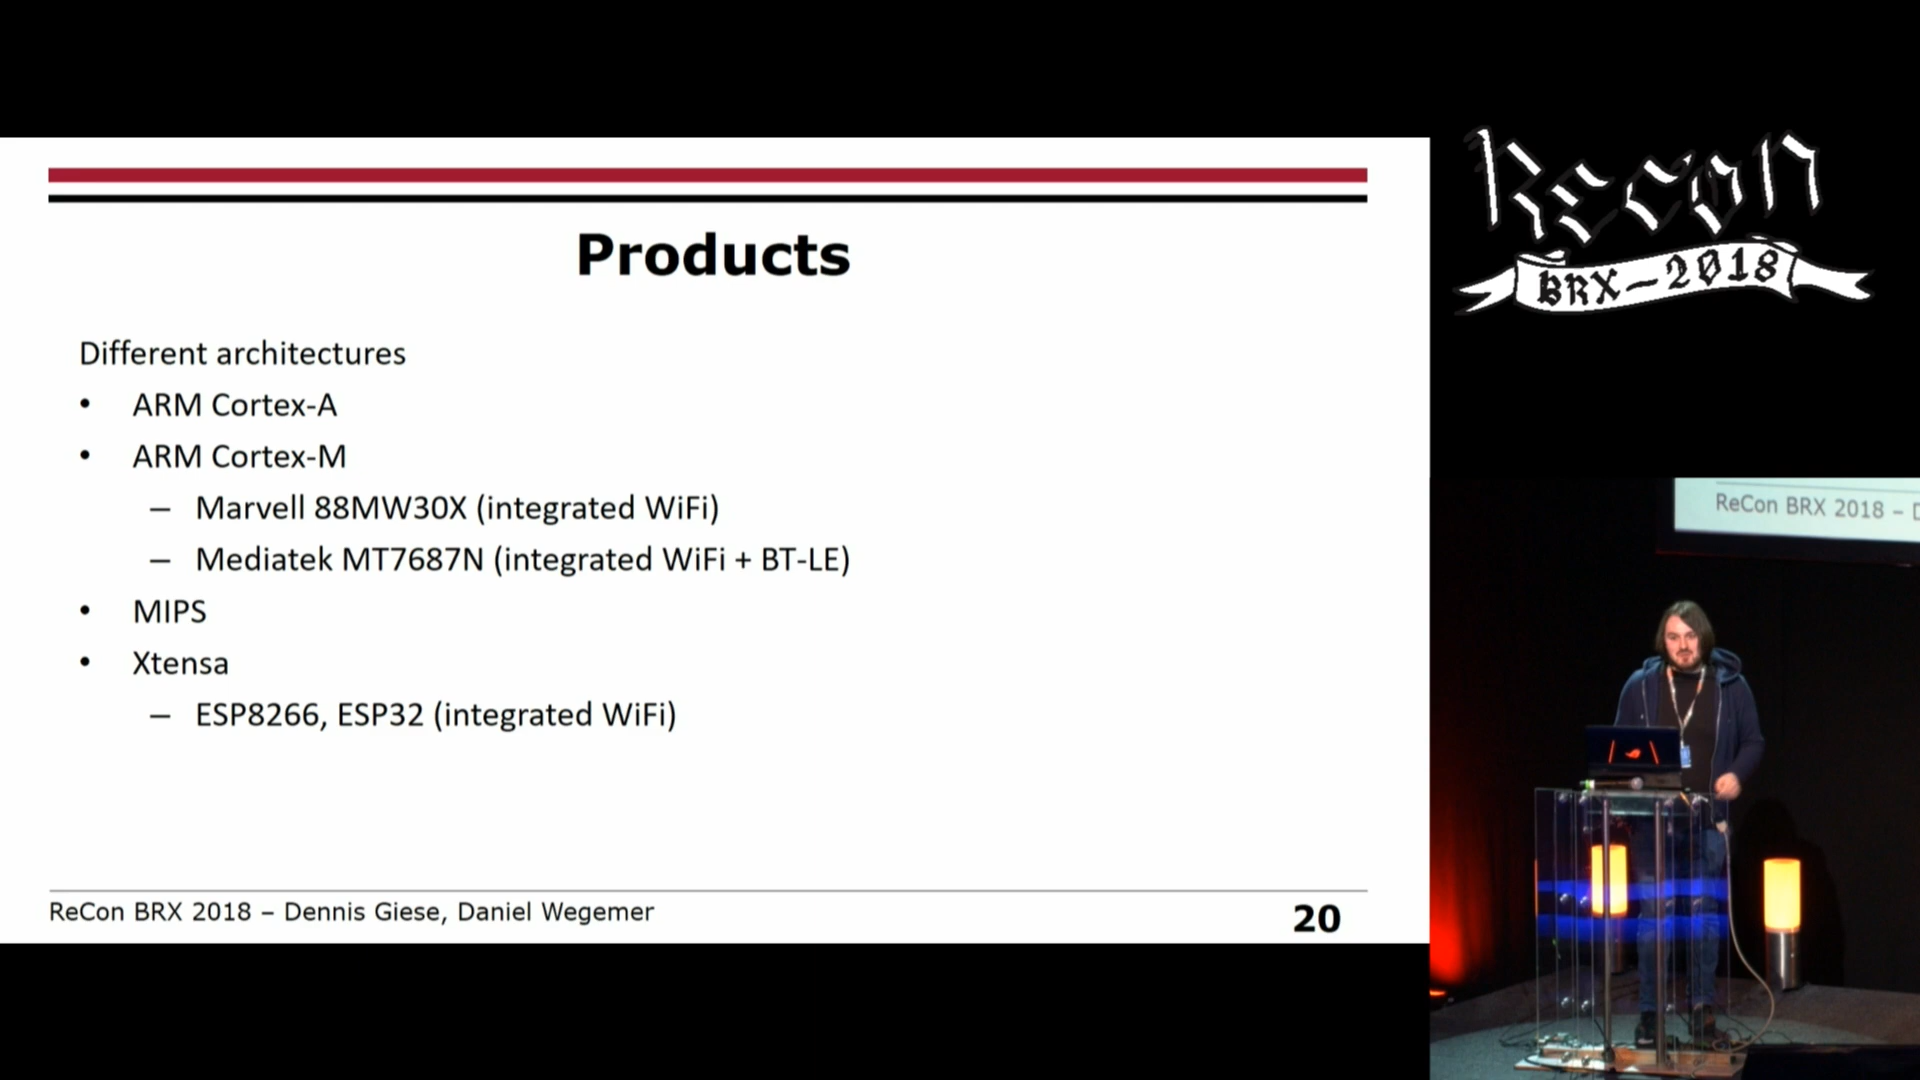 Products
Different architectures
• ARM Cortex-A
• ARM Cortex-M
– Marvell 88MW30X (integrated WiFi)
– Mediatek MT7687N (integrated WiFi + BT-LE)
• MIPS
• Xtensa
– ESP8266, ESP32 (integrated WiFi)
ReCon BRX 2018 – Dennis Giese, Daniel Wegemer
20
Recon
BRX-2018
ReCon BRX 2018 –